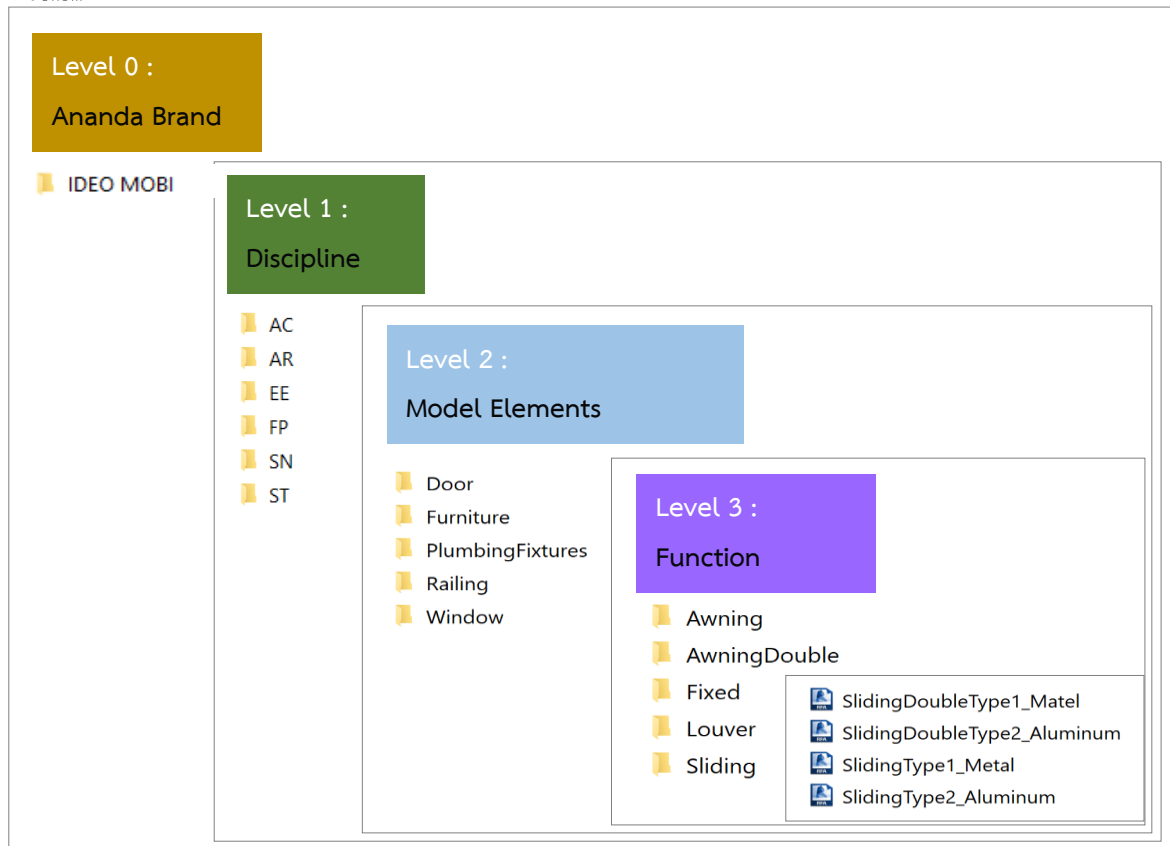 Level 0 :
Ananda Brand
IDEO MOBI
Level 1 :
Discipline
AC
AR
EE
FP
SN
ST
Level 2 :
Model Elements
Door
Furniture
PlumbingFixtures
Railing
Window
Level 3 :
Function
Awning
AwningDouble
Fixed
Louver
Sliding
SlidingDoubleType1_Matel
SlidingDoubleType2_Aluminum
SlidingType1_Metal
SlidingType2_Aluminum